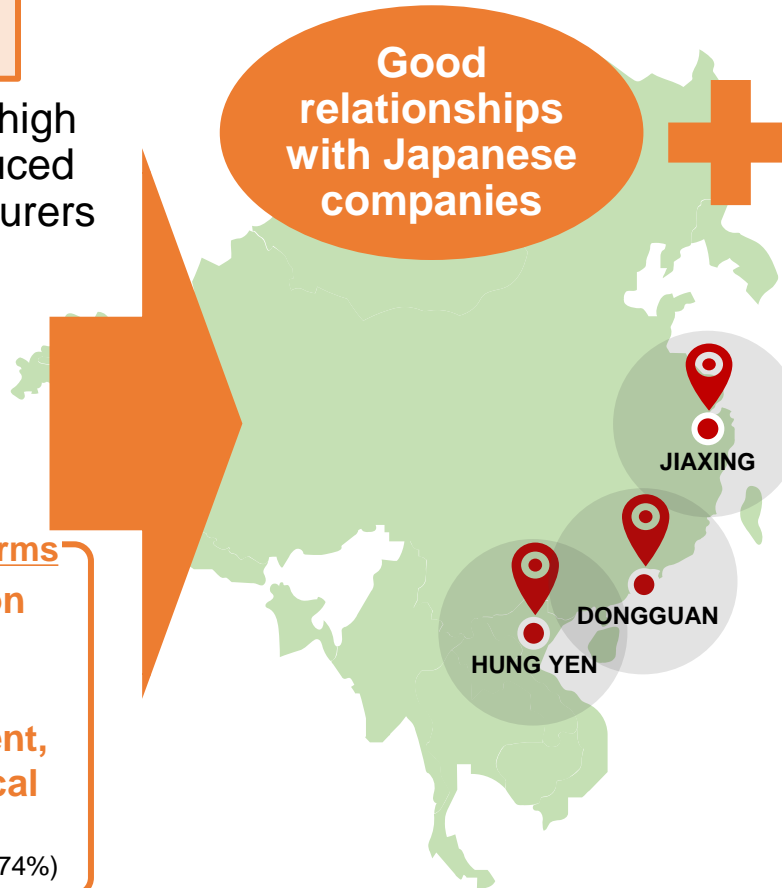 Good
relationships
with Japanese
companies
high
uced
urers
JIAXING
DONGGUAN
HUNG YEN
rms
on
ent,
cal
74%)